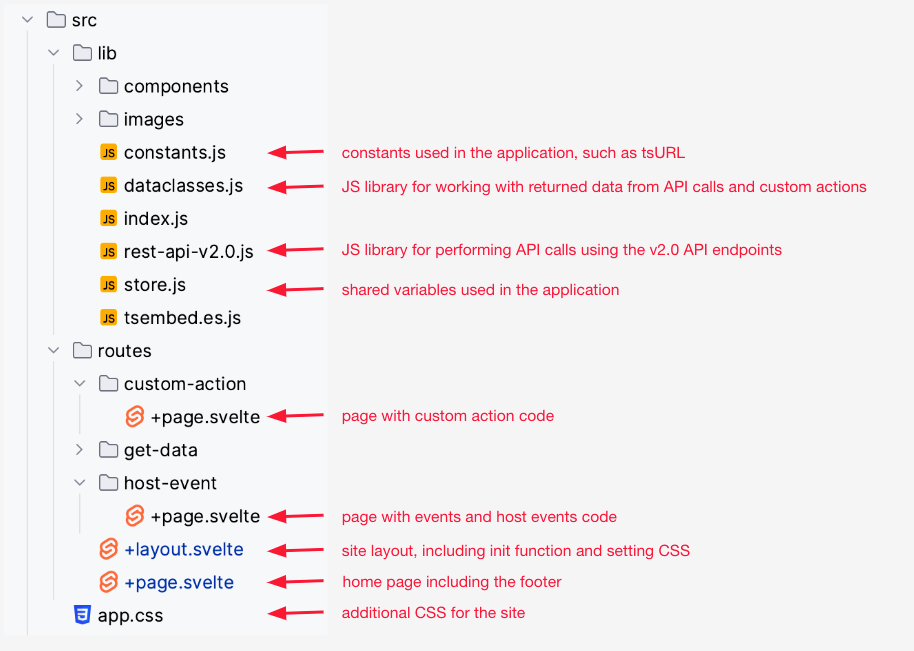 src
lib
components
images
JS constants.js constants used in the application, such as tsURL
JS dataclasses.js JS library for working with returned data from API calls and custom actions
JS index.js
JS rest-api-v2.0.js JS library for performing API calls using the v2.0 API endpoints
JS store.js shared variables used in the application
JS tsembed.es.js
routes
custom-action
+page.svelte page with custom action code
get-data
host-event
+page.svelte page with events and host events code
+layout.svelte site layout, including init function and setting CSS
+page.svelte home page including the footer
app.css additional CSS for the site